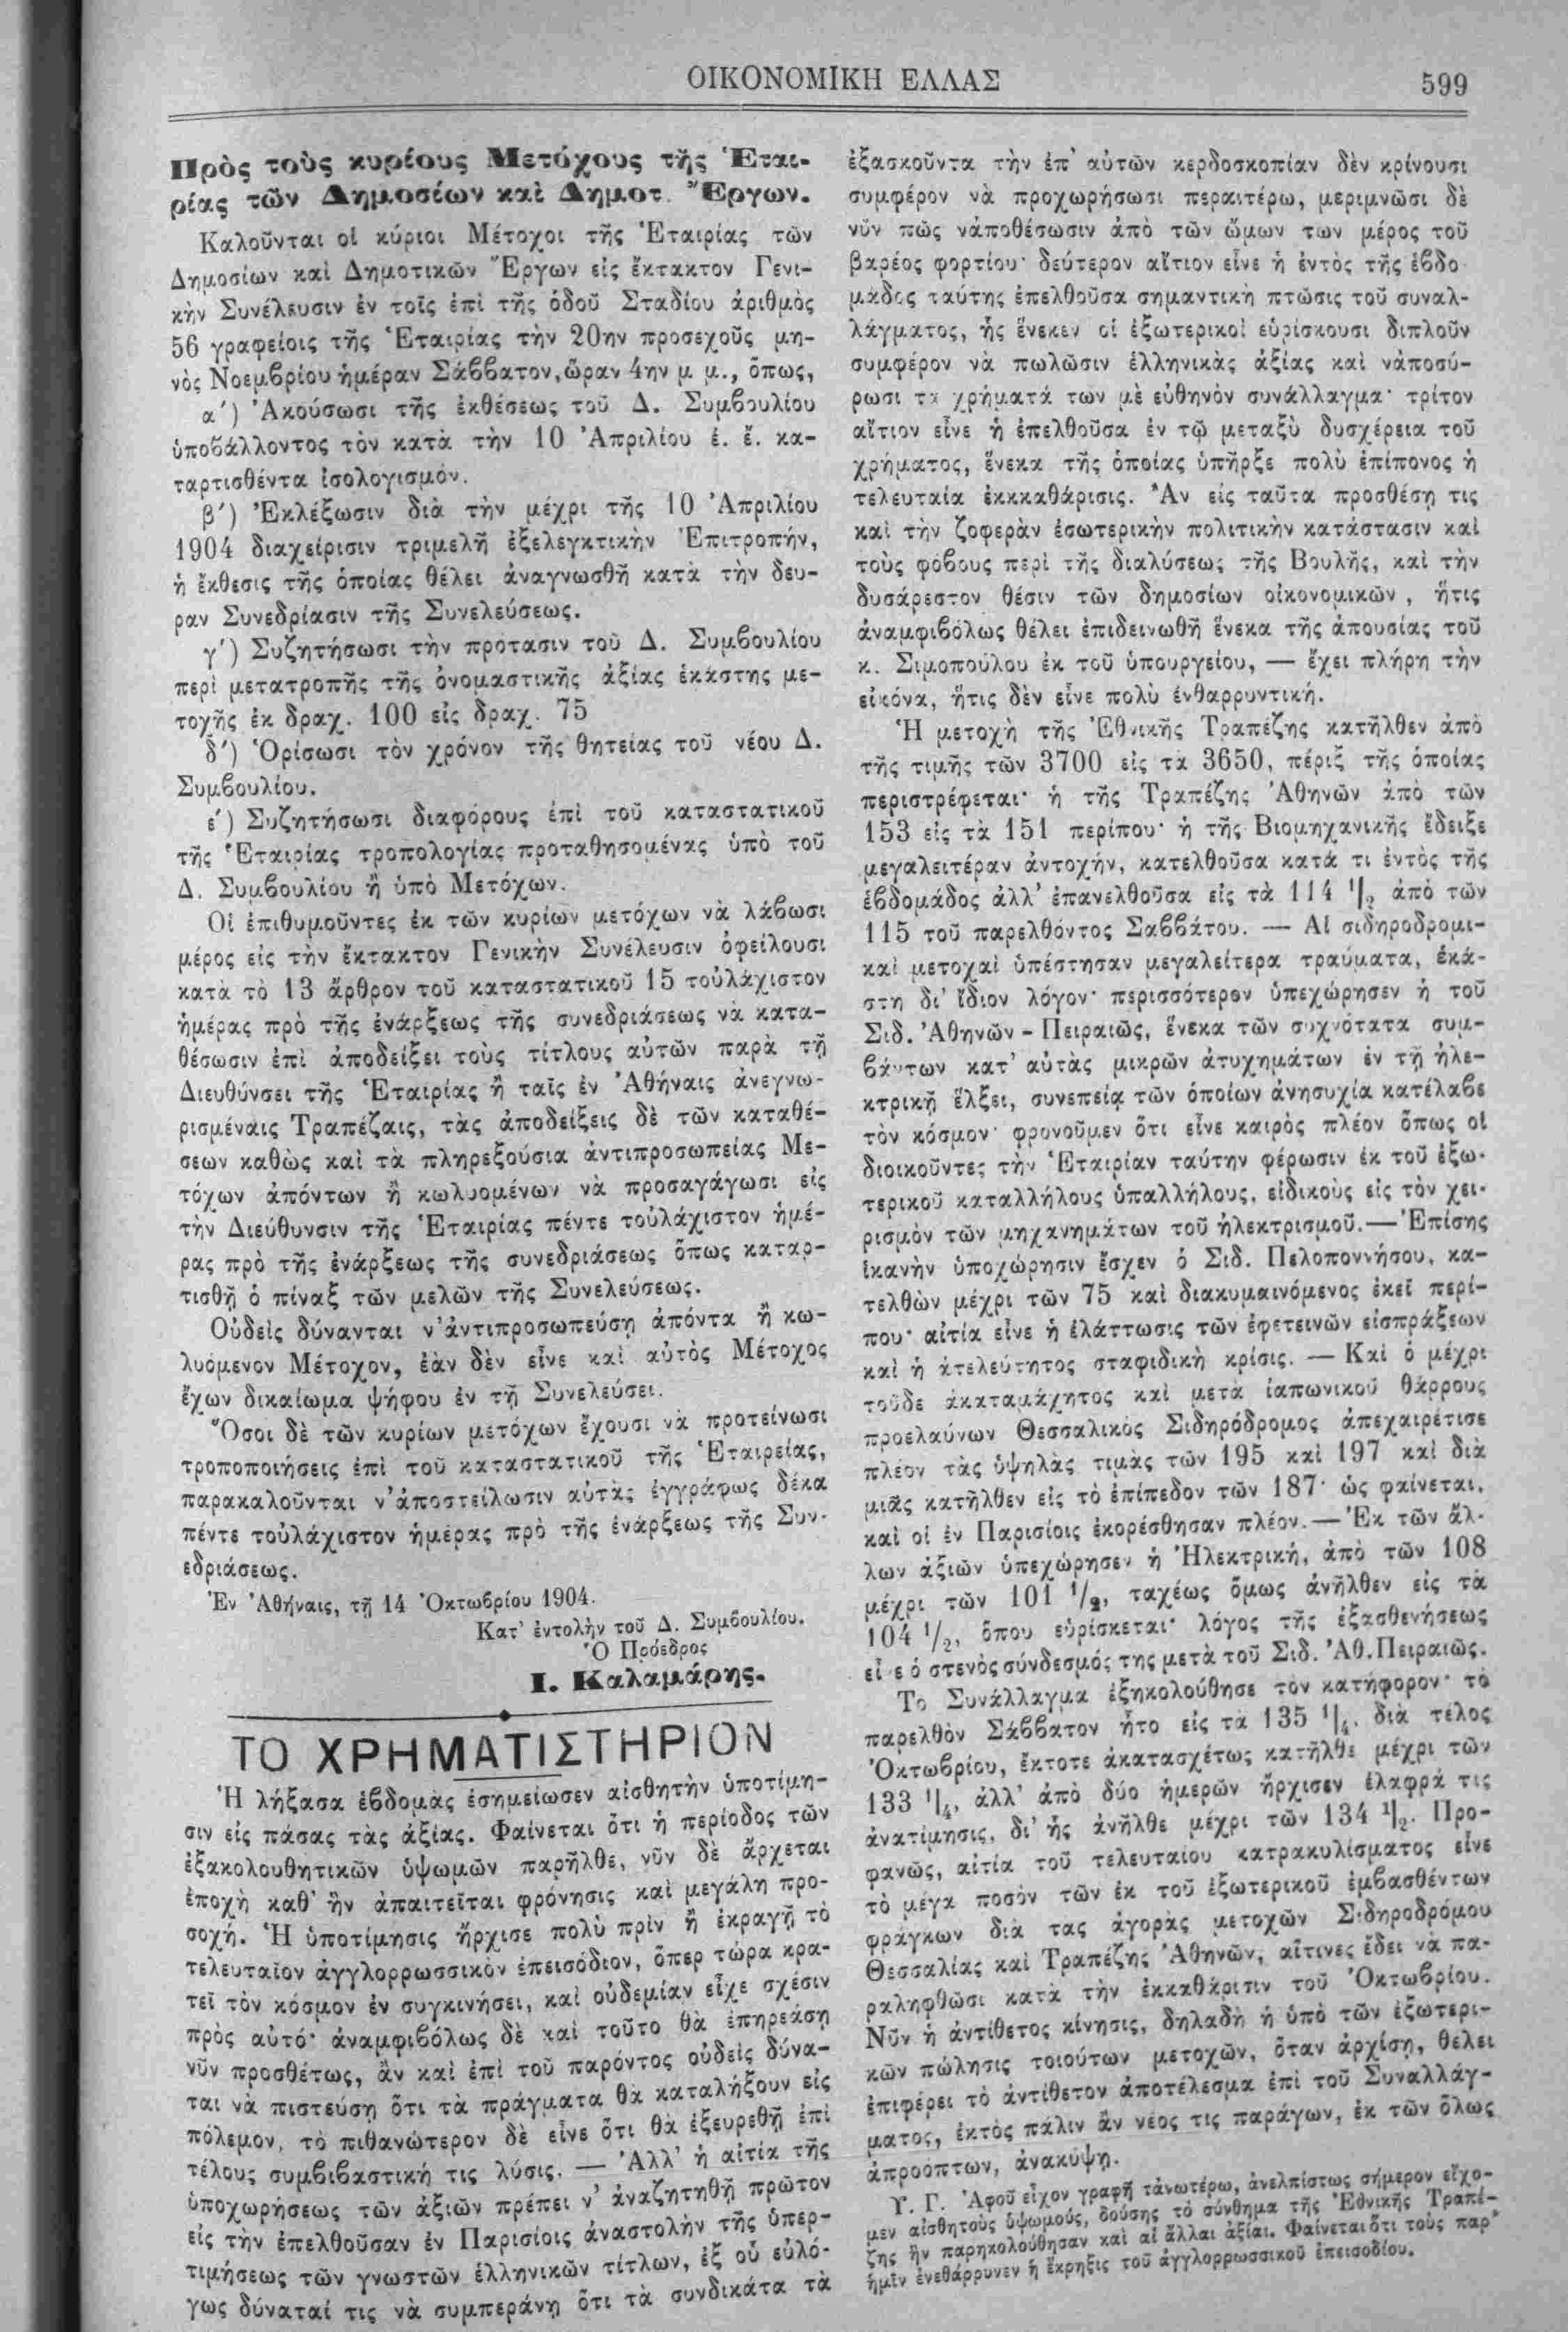 ΟΙΚΟΝΟΜΙΚΗ ΕΛΛΑΣ
599
Πρὸς τοὺς κυρίους Μετόχους τῆς Ἑται-
ρίας τῶν Δημοσίων καὶ Δημοτ. Ἔργων.
Καλοῦνται οἱ κύριοι Μέτοχοι τῆς Ἑταιρίας τῶν
Δημοσίων καὶ Δημοτικῶν Ἔργων εἰς ἔκτακτον Γενι-
κὴν Συνέλευσιν ἐν τοῖς ἐπὶ τῆς ὁδοῦ Σταδίου ἀριθμὸς
56 γραφείοις τῆς Ἑταιρίας τὴν 20ην προσεχοῦς μη-
νὸς Νοεμβρίου ἡμέραν Σάββατον, ὥραν 4ην μ μ., ὅπως,
α') Ἀκούσωσι τῆς ἐκθέσεως τοῦ Δ. Συμβουλίου
ὑποβάλλοντος τὸν κατὰ τὴν 10 Ἀπριλίου ἐ. ἔ. κα-
ταρτισθέντα ἰσολογισμόν.
β') Ἐκλέξωσιν διὰ τὴν μέχρι τῆς 10 Ἀπριλίου
1904 διαχείρισιν τριμελῆ ἐξελεγκτικὴν Ἐπιτροπήν,
ἡ ἔκθεσις τῆς ὁποίας θέλει ἀναγνωσθῆ κατὰ τὴν δευ-
ραν Συνεδρίασιν τῆς Συνελεύσεως.
γ') Συζητήσωσι τὴν πρότασιν τοῦ Δ. Συμβουλίου
περὶ μετατροπῆς τῆς ὀνομαστικῆς ἀξίας ἑκάστης με-
τοχῆς ἐκ δραχ. 100 εἰς δραχ. 75
δ') Ὁρίσωσι τὸν χρόνον τῆς θητείας τοῦ νέου Δ.
Συμβουλίου.
ε') Συζητήσωσι διαφόρους ἐπὶ τοῦ καταστατικοῦ
τῆς Ἑταιρίας τροπολογίας προταθησομένας ὑπὸ τοῦ
Δ. Συμβουλίου ἢ ὑπὸ Μετόχων.
Οἱ ἐπιθυμοῦντες ἐκ τῶν κυρίων μετόχων νὰ λάβωσι
μέρος εἰς τὴν ἔκτακτον Γενικὴν Συνέλευσιν ὀφείλουσι
κατὰ τὸ 13 ἄρθρον τοῦ καταστατικοῦ 15 τοὐλάχιστον
ἡμέρας πρὸ τῆς ἐνάρξεως τῆς συνεδριάσεως νὰ κατα-
θέσωσιν ἐπὶ ἀποδείξει τοὺς τίτλους αὐτῶν παρὰ τῇ
Διευθύνσει τῆς Ἑταιρίας ἢ ταῖς ἐν Ἀθήναις ἀνεγνω-
ρισμέναις Τραπέζαις, τὰς ἀποδείξεις δὲ τῶν καταθέ-
σεων καθὼς καὶ τὰ πληρεξούσια ἀντιπροσωπείας Με-
τόχων ἀπόντων ἢ κωλυομένων νὰ προσαγάγωσι εἰς
τὴν Διεύθυνσιν τῆς Ἑταιρίας πέντε τοὐλάχιστον ἡμέ-
ρας πρὸ τῆς ἐνάρξεως τῆς συνεδριάσεως ὅπως καταρ-
τισθῇ ὁ πίναξ τῶν μελῶν τῆς Συνελεύσεως.
Οὐδεὶς δύνανται ν'ἀντιπροσωπεύσῃ ἀπόντα ἢ κω-
λυόμενον Μέτοχον, ἐὰν δὲν εἶνε καὶ αὐτὸς Μέτοχος
ἔχων δικαίωμα ψήφου ἐν τῇ Συνελεύσει.
Ὅσοι δὲ τῶν κυρίων μετόχων ἔχουσι νὰ προτείνωσι
τροποποιήσεις ἐπὶ τοῦ καταστατικοῦ τῆς Ἑταιρείας,
παρακαλοῦνται ν'ἀποστείλωσιν αὐτὰς ἐγγράφως δέκα
πέντε τοὐλάχιστον ἡμέρας πρὸ τῆς ἐνάρξεως τῆς Συν-
εδριάσεως.
Ἐν Ἀθήναις, τῇ 14 Ὀκτωβρίου 1904.
Κατ' ἐντολὴν τοῦ Δ. Συμβουλίου.
Ὁ Πρόεδρος
Ι. Καλαμάρης.
ΤΟ ΧΡΗΜΑΤΙΣΤΗΡΙΟΝ
Ἡ λήξασα ἑβδομὰς ἐσημείωσεν αἰσθητὴν ὑποτίμη-
σιν εἰς πάσας τὰς ἀξίας. Φαίνεται ὅτι ἡ περίοδος τῶν
ἐξακολουθητικῶν ὑψωμῶν παρῆλθε, νῦν δὲ ἄρχεται
ἐποχὴ καθ' ἣν ἀπαιτεῖται φρόνησις καὶ μεγάλη προ-
σοχή. Ἡ ὑποτίμησις ἤρχισε πολὺ πρὶν ἢ ἐκραγῇ τὸ
τελευταῖον ἀγγλορρωσσικὸν ἐπεισόδιον, ὅπερ τώρα κρα-
τεῖ τὸν κόσμον ἐν συγκινήσει, καὶ οὐδεμίαν εἶχε σχέσιν
πρὸς αὐτό· ἀναμφιβόλως δὲ καὶ τοῦτο θὰ ἐπηρεάσῃ
νῦν προσθέτως, ἂν καὶ ἐπὶ τοῦ παρόντος οὐδεὶς δύνα-
ται νὰ πιστεύσῃ ὅτι τὰ πράγματα θὰ καταλήξουν εἰς
πόλεμον, τὸ πιθανώτερον δὲ εἶνε ὅτι θὰ ἐξευρεθῇ ἐπὶ
τέλους συμβιβαστική τις λύσις. — Ἀλλ' ἡ αἰτία τῆς
ὑποχωρήσεως τῶν ἀξιῶν πρέπει ν' ἀναζητηθῇ πρῶτον
εἰς τὴν ἐπελθοῦσαν ἐν Παρισίοις ἀναστολὴν τῆς ὑπερ-
τιμήσεως τῶν γνωστῶν ἑλληνικῶν τίτλων, ἐξ οὗ εὐλό-
γως δύναταί τις νὰ συμπεράνῃ ὅτι τὰ συνδικάτα τὰ
ἐξασκοῦντα τὴν ἐπ' αὐτῶν κερδοσκοπίαν δὲν κρίνουσι
συμφέρον νὰ προχωρήσωσι περαιτέρω, μεριμνῶσι δὲ
νῦν πῶς νἀποθέσωσιν ἀπὸ τῶν ὤμων των μέρος τοῦ
βαρέος φορτίου· δεύτερον αἴτιον εἶνε ἡ ἐντὸς τῆς ἑβδο-
μάδος ταύτης ἐπελθοῦσα σημαντικὴ πτῶσις τοῦ συναλ-
λάγματος, ἧς ἕνεκεν οἱ ἐξωτερικοὶ εὑρίσκουσι διπλοῦν
συμφέρον νὰ πωλῶσιν ἑλληνικὰς ἀξίας καὶ νἀποσύ-
ρωσι τὰ χρήματά των μὲ εὐθηνὸν συνάλλαγμα· τρίτον
αἴτιον εἶνε ἡ ἐπελθοῦσα ἐν τῷ μεταξὺ δυσχέρεια τοῦ
χρήματος, ἕνεκα τῆς ὁποίας ὑπῆρξε πολὺ ἐπίπονος ἡ
τελευταία ἐκκκαθάρισις. Ἂν εἰς ταῦτα προσθέσῃ τις
καὶ τὴν ζοφερὰν ἐσωτερικὴν πολιτικὴν κατάστασιν καὶ
τοὺς φόβους περὶ τῆς διαλύσεως τῆς Βουλῆς, καὶ τὴν
δυσάρεστον θέσιν τῶν δημοσίων οἰκονομικῶν, ἥτις
ἀναμφιβόλως θέλει ἐπιδεινωθῆ ἕνεκα τῆς ἀπουσίας τοῦ
κ. Σιμοπούλου ἐκ τοῦ ὑπουργείου, — ἔχει πλήρη τὴν
εἰκόνα, ἥτις δὲν εἶνε πολὺ ἐνθαρρυντική.
Ἡ μετοχὴ τῆς Ἐθνικῆς Τραπέζης κατῆλθεν ἀπὸ
τῆς τιμῆς τῶν 3700 εἰς τὰ 3650, πέριξ τῆς ὁποίας
περιστρέφεται· ἡ τῆς Τραπέζης Ἀθηνῶν ἀπὸ τῶν
153 εἰς τὰ 151 περίπου· ἡ τῆς Βιομηχανικῆς ἔδειξε
μεγαλειτέραν ἀντοχήν, κατελθοῦσα κατά τι ἐντὸς τῆς
ἑβδομάδος ἀλλ' ἐπανελθοῦσα εἰς τὰ 114 1/2 ἀπὸ τῶν
115 τοῦ παρελθόντος Σαββάτου. — Αἱ σιδηροδρομι-
καὶ μετοχαὶ ὑπέστησαν μεγαλείτερα τραύματα, ἑκά-
στη δι' ἴδιον λόγον· περισσότερον ὑπεχώρησεν ἡ τοῦ
Σιδ. Ἀθηνῶν - Πειραιῶς, ἕνεκα τῶν συχνότατα συμ-
βάντων κατ' αὐτὰς μικρῶν ἀτυχημάτων ἐν τῇ ἠλε-
κτρικῇ ἕλξει, συνεπείᾳ τῶν ὁποίων ἀνησυχία κατέλαβε
τὸν κόσμον· φρονοῦμεν ὅτι εἶνε καιρὸς πλέον ὅπως οἱ
διοικοῦντες τὴν Ἑταιρίαν ταύτην φέρωσιν ἐκ τοῦ ἐξω-
τερικοῦ καταλλήλους ὑπαλλήλους, εἰδικοὺς εἰς τὸν χει-
ρισμὸν τῶν μηχανημάτων τοῦ ἠλεκτρισμοῦ.—Ἐπίσης
ἱκανὴν ὑποχώρησιν ἔσχεν ὁ Σιδ. Πελοποννήσου, κα-
τελθὼν μέχρι τῶν 75 καὶ διακυμαινόμενος ἐκεῖ περί-
που· αἰτία εἶνε ἡ ἐλάττωσις τῶν ἐφετεινῶν εἰσπράξεων
καὶ ἡ ἀτελεύτητος σταφιδικὴ κρίσις. — Καὶ ὁ μέχρι
τοῦδε ἀκαταμάχητος καὶ μετὰ ἰαπωνικοῦ θάρρους
προελαύνων Θεσσαλικὸς Σιδηρόδρομος ἀπεχαιρέτισε
πλέον τὰς ὑψηλὰς τιμὰς τῶν 195 καὶ 197 καὶ διὰ
μιᾶς κατῆλθεν εἰς τὸ ἐπίπεδον τῶν 187· ὡς φαίνεται,
καὶ οἱ ἐν Παρισίοις ἐκορέσθησαν πλέον.—Ἐκ τῶν ἄλ-
λων ἀξιῶν ὑπεχώρησεν ἡ Ἠλεκτρική, ἀπὸ τῶν 108
μέχρι τῶν 101 1/2, ταχέως ὅμως ἀνῆλθεν εἰς τὰ
104 1/2, ὅπου εὑρίσκεται· λόγος τῆς ἐξασθενήσεως
εἶνε ὁ στενὸς σύνδεσμός της μετὰ τοῦ Σιδ. Ἀθ. Πειραιῶς.
Το Συνάλλαγμα ἐξηκολούθησε τὸν κατήφορον· τὸ
παρελθὸν Σάββατον ἦτο εἰς τὰ 135 1/4, διὰ τέλος
Ὀκτωβρίου, ἔκτοτε ἀκατασχέτως κατῆλθε μέχρι τῶν
133 1/4, ἀλλ' ἀπὸ δύο ἡμερῶν ἤρχισεν ἐλαφρά τις
ἀνατίμησις, δι' ἧς ἀνῆλθε μέχρι τῶν 134 1/2. Προ-
φανῶς, αἰτία τοῦ τελευταίου κατρακυλίσματος εἶνε
τὸ μέγα ποσὸν τῶν ἐκ τοῦ ἐξωτερικοῦ ἐμβασθέντων
φράγκων διὰ τας ἀγορὰς μετοχῶν Σιδηροδρόμου
Θεσσαλίας καὶ Τραπέζης Ἀθηνῶν, αἵτινες ἔδει νὰ πα-
ραληφθῶσι κατὰ τὴν ἐκκαθάρισιν τοῦ Ὀκτωβρίου.
Νῦν ἡ ἀντίθετος κίνησις, δηλαδὴ ἡ ὑπὸ τῶν ἐξωτερι-
κῶν πώλησις τοιούτων μετοχῶν, ὅταν ἀρχίσῃ, θέλει
ἐπιφέρει τὸ ἀντίθετον ἀποτέλεσμα ἐπὶ τοῦ Συναλλάγ-
ματος, ἐκτὸς πάλιν ἂν νέος τις παράγων, ἐκ τῶν ὅλως
ἀπροόπτων, ἀνακύψῃ.
Υ. Γ. Ἀφοῦ εἶχον γραφῆ τἀνωτέρω, ἀνελπίστως σήμερον εἴχο-
μεν αἰσθητοὺς ὑψωμούς, δούσης τὸ σύνθημα τῆς Ἐθνικῆς Τραπέ-
ζης ἣν παρηκολούθησαν καὶ αἱ ἄλλαι ἀξίαι. Φαίνεται ὅτι τοὺς παρ'
ἡμῖν ἐνεθάρρυνεν ἡ ἔκρηξις τοῦ ἀγγλορρωσσικοῦ ἐπεισοδίου.